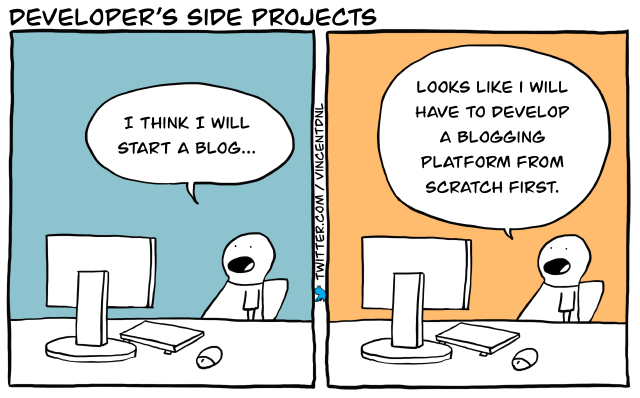 DEVELOPER'S SIDE PROJECTS
I THINK I WILL
START A BLOG...
TWITTER.COM / VINCENTDNL
LOOKS LIKE I WILL
HAVE TO DEVELOP
A BLOGGING
PLATFORM FROM
SCRATCH FIRST.